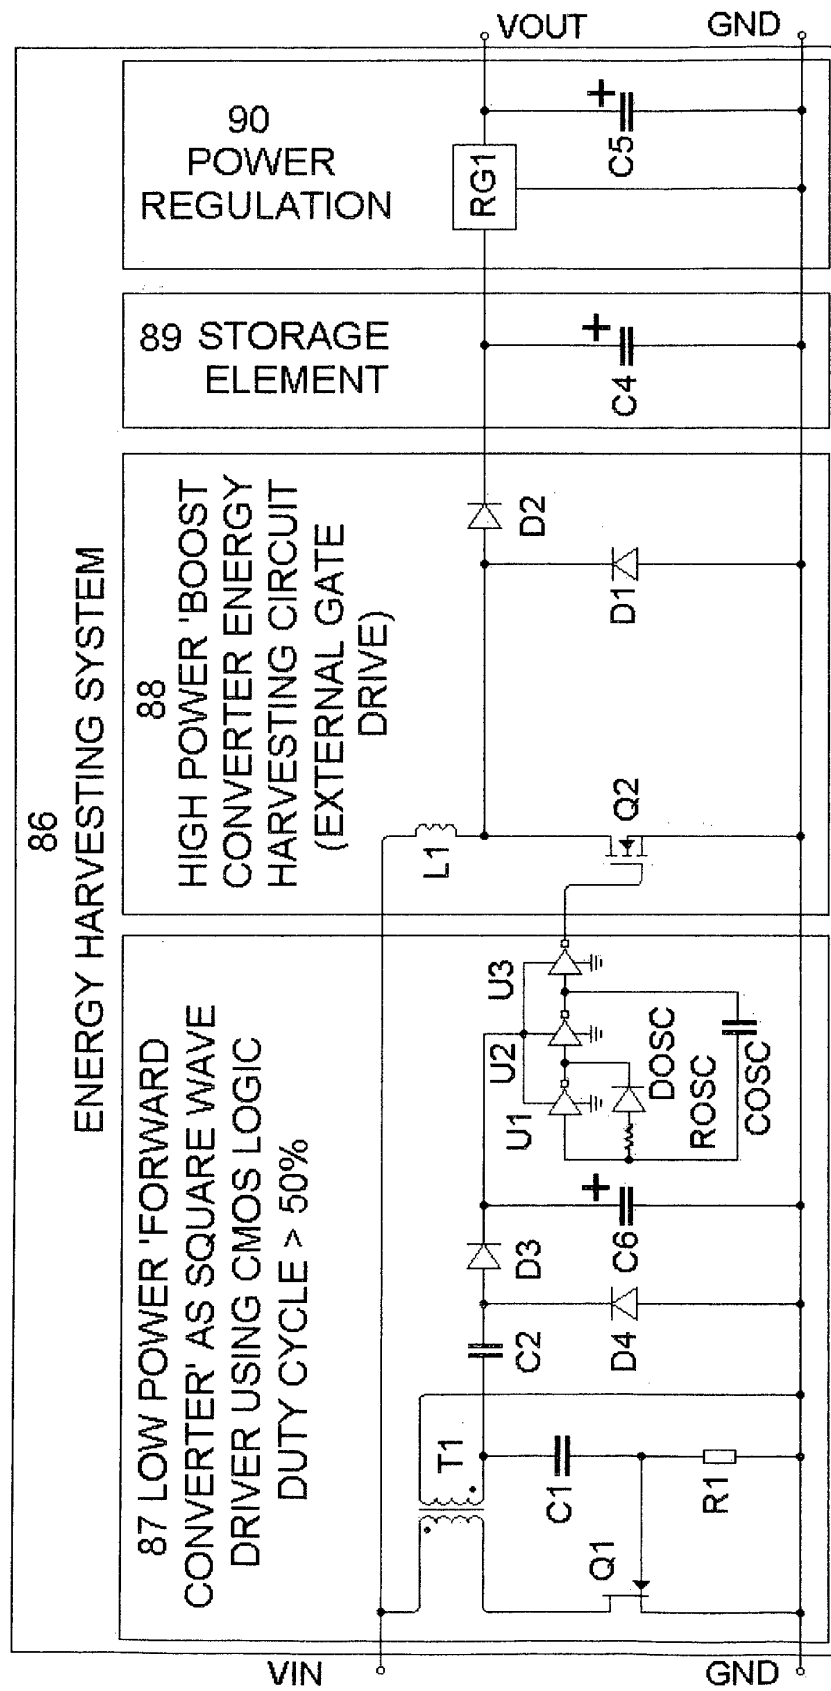 86
ENERGY HARVESTING SYSTEM
87 LOW POWER 'FORWARD
CONVERTER' AS SQUARE WAVE
DRIVER USING CMOS LOGIC
DUTY CYCLE > 50%
88
HIGH POWER 'BOOST
CONVERTER ENERGY
HARVESTING CIRCUIT
(EXTERNAL GATE
DRIVE)
89 STORAGE
ELEMENT
90
POWER
REGULATION
VIN
GND
VOUT
GND
T1
Q1
C1
R1
C2
D3
D4
+
C6
U1
U2
U3
DOSC
ROSC
COSC
L1
Q2
D2
D1
+
C4
RG1
+
C5